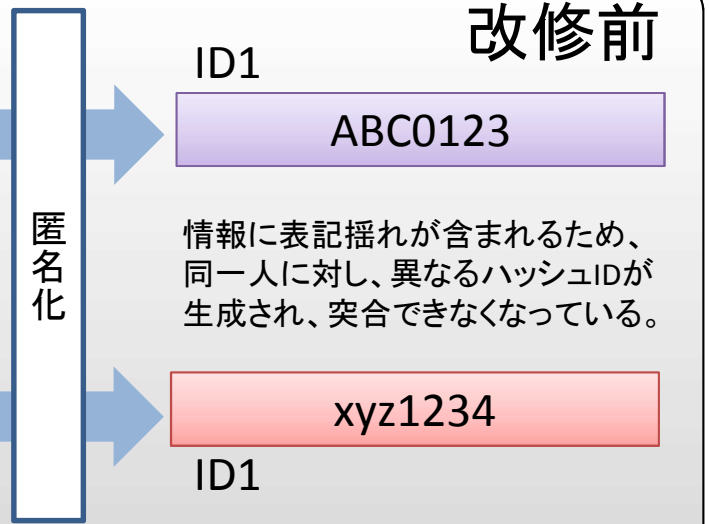 改修前
匿名化
ID1
ABC0123
情報に表記揺れが含まれるため、
同一人に対し、異なるハッシュIDが
生成され、突合できなくなっている。
xyz1234
ID1